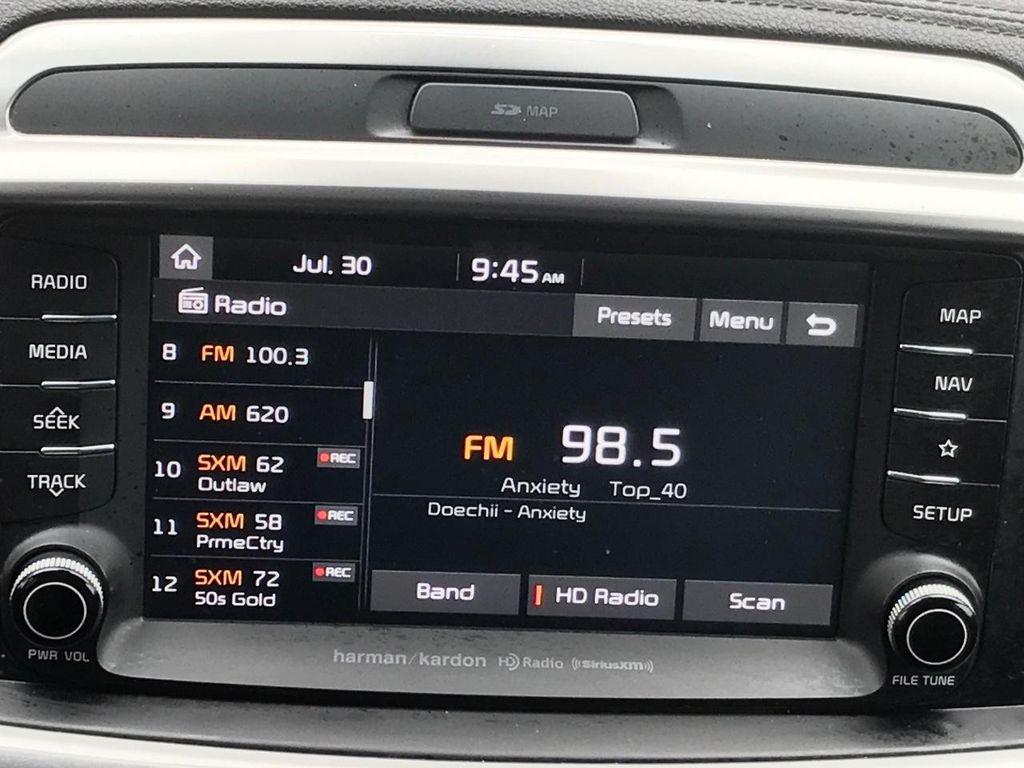 SD MAP
Jul. 30 9:45 AM
Radio Presets Menu
8 FM 100.3
9 AM 620
10 SXM 62 REC
Outlaw
11 SXM 58 REC
PrmeCtry
12 SXM 72 REC
50s Gold
FM 98.5
Anxiety Top_40
Doechii - Anxiety
Band HD Radio Scan
RADIO
MEDIA
SEEK
TRACK
PWR VOL
MAP
NAV
SETUP
FILE TUNE
harman/kardon HD Radio ((SiriusXM))